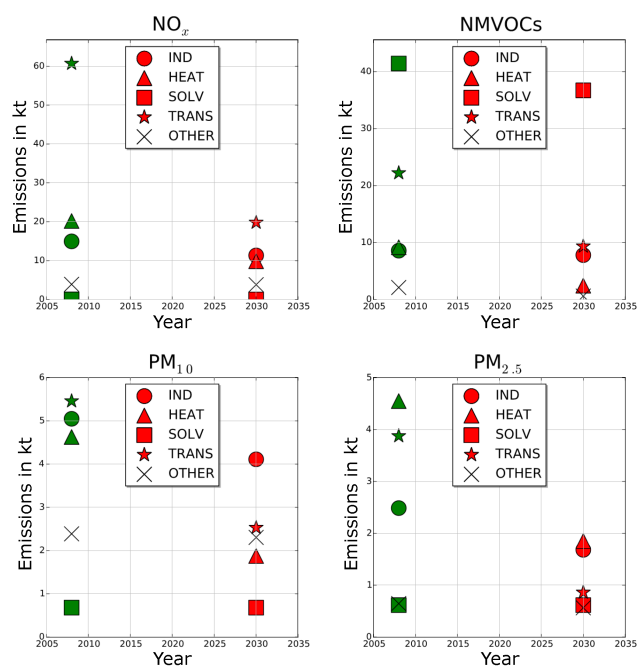 NOx
Emissions in kt
60
50
40
30
20
10
0
IND
HEAT
SOLV
TRANS
OTHER
2005 2010 2015 2020 2025 2030 2035
Year
NMVOCs
Emissions in kt
40
30
20
10
0
IND
HEAT
SOLV
TRANS
OTHER
2005 2010 2015 2020 2025 2030 2035
Year
PM10
Emissions in kt
6
5
4
3
2
1
0
IND
HEAT
SOLV
TRANS
OTHER
2005 2010 2015 2020 2025 2030 2035
Year
PM2.5
Emissions in kt
5
4
3
2
1
0
IND
HEAT
SOLV
TRANS
OTHER
2005 2010 2015 2020 2025 2030 2035
Year